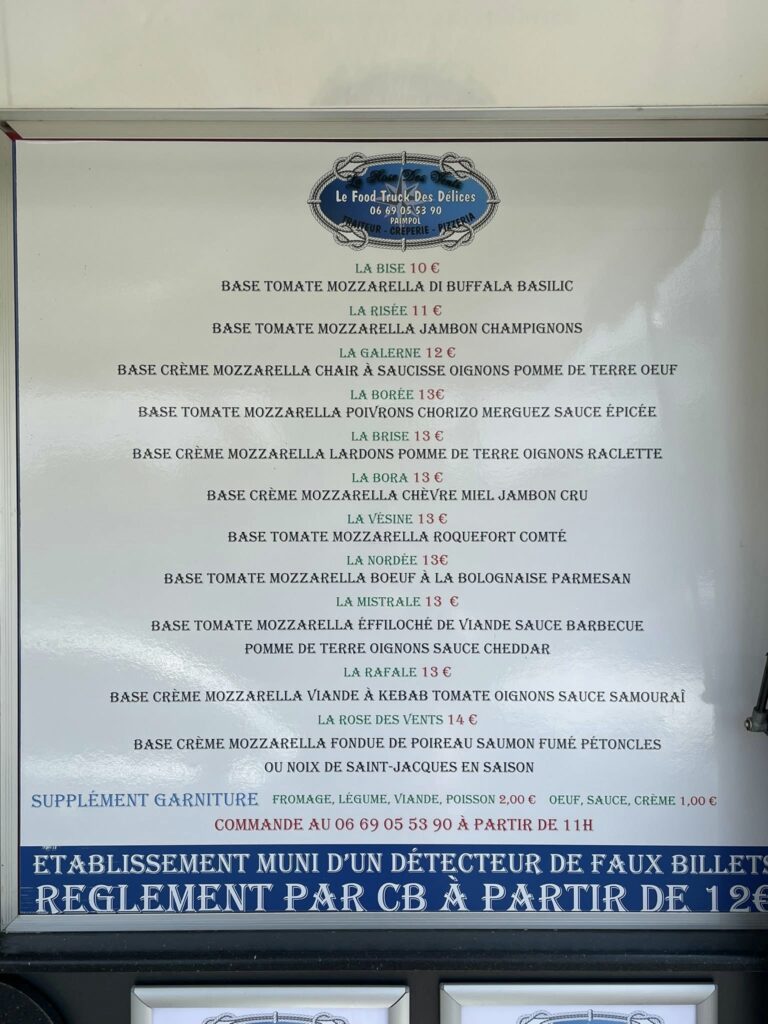 La Rose Des Vents
Le Food Truck Des Délices
06 69 05 53 90
PAIMPOL
TRAITEUR - CRÊPERIE - PIZZERIA
LA BISE 10 €
BASE TOMATE MOZZARELLA DI BUFFALA BASILIC
LA RISÉE 11 €
BASE TOMATE MOZZARELLA JAMBON CHAMPIGNONS
LA GALERNE 12 €
BASE CRÈME MOZZARELLA CHAIR À SAUCISSE OIGNONS POMME DE TERRE OEUF
LA BORÉE 13€
BASE TOMATE MOZZARELLA POIVRONS CHORIZO MERGUEZ SAUCE ÉPICÉE
LA BRISE 13 €
BASE CRÈME MOZZARELLA LARDONS POMME DE TERRE OIGNONS RACLETTE
LA BORA 13 €
BASE CRÈME MOZZARELLA CHÈVRE MIEL JAMBON CRU
LA VÉSINE 13 €
BASE TOMATE MOZZARELLA ROQUEFORT COMTÉ
LA NORDÉE 13€
BASE TOMATE MOZZARELLA BOEUF À LA BOLOGNAISE PARMESAN
LA MISTRALE 13 €
BASE TOMATE MOZZARELLA ÉFFILOCHÉ DE VIANDE SAUCE BARBECUE
POMME DE TERRE OIGNONS SAUCE CHEDDAR
LA RAFALE 13 €
BASE CRÈME MOZZARELLA VIANDE À KEBAB TOMATE OIGNONS SAUCE SAMOURAÎ
LA ROSE DES VENTS 14 €
BASE CRÈME MOZZARELLA FONDUE DE POIREAU SAUMON FUMÉ PÉTONCLES
OU NOIX DE SAINT-JACQUES EN SAISON
SUPPLÉMENT GARNITURE FROMAGE, LÉGUME, VIANDE, POISSON 2,00 € OEUF, SAUCE, CRÈME 1,00 €
COMMANDE AU 06 69 05 53 90 À PARTIR DE 11H
ETABLISSEMENT MUNI D'UN DÉTECTEUR DE FAUX BILLETS
REGLEMENT PAR CB À PARTIR DE 12€